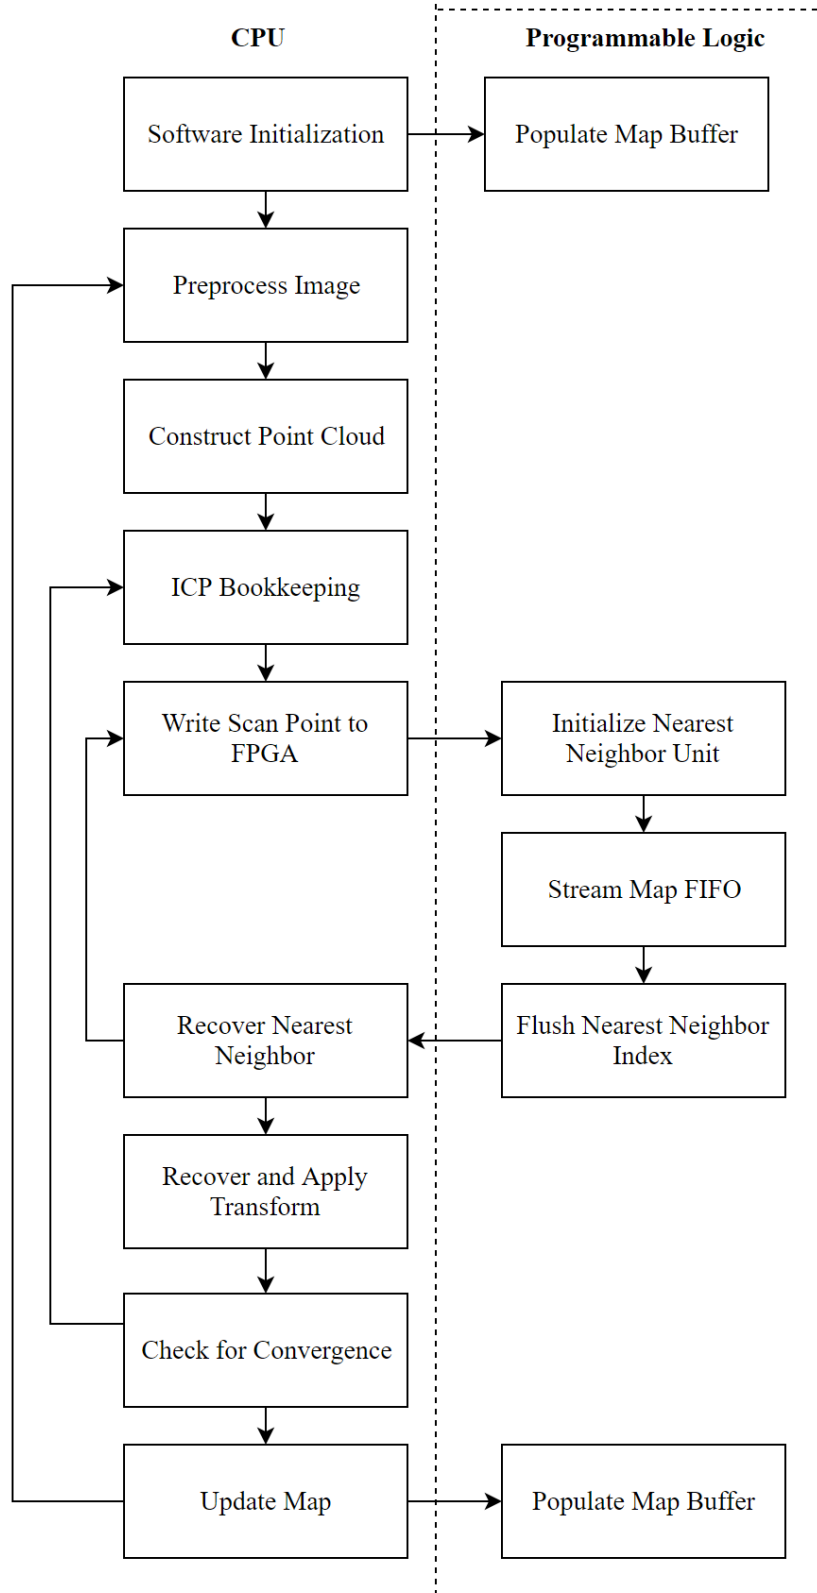 CPU
Programmable Logic
Software Initialization
Populate Map Buffer
Preprocess Image
Construct Point Cloud
ICP Bookkeeping
Write Scan Point to
FPGA
Initialize Nearest
Neighbor Unit
Stream Map FIFO
Recover Nearest
Neighbor
Flush Nearest Neighbor
Index
Recover and Apply
Transform
Check for Convergence
Update Map
Populate Map Buffer